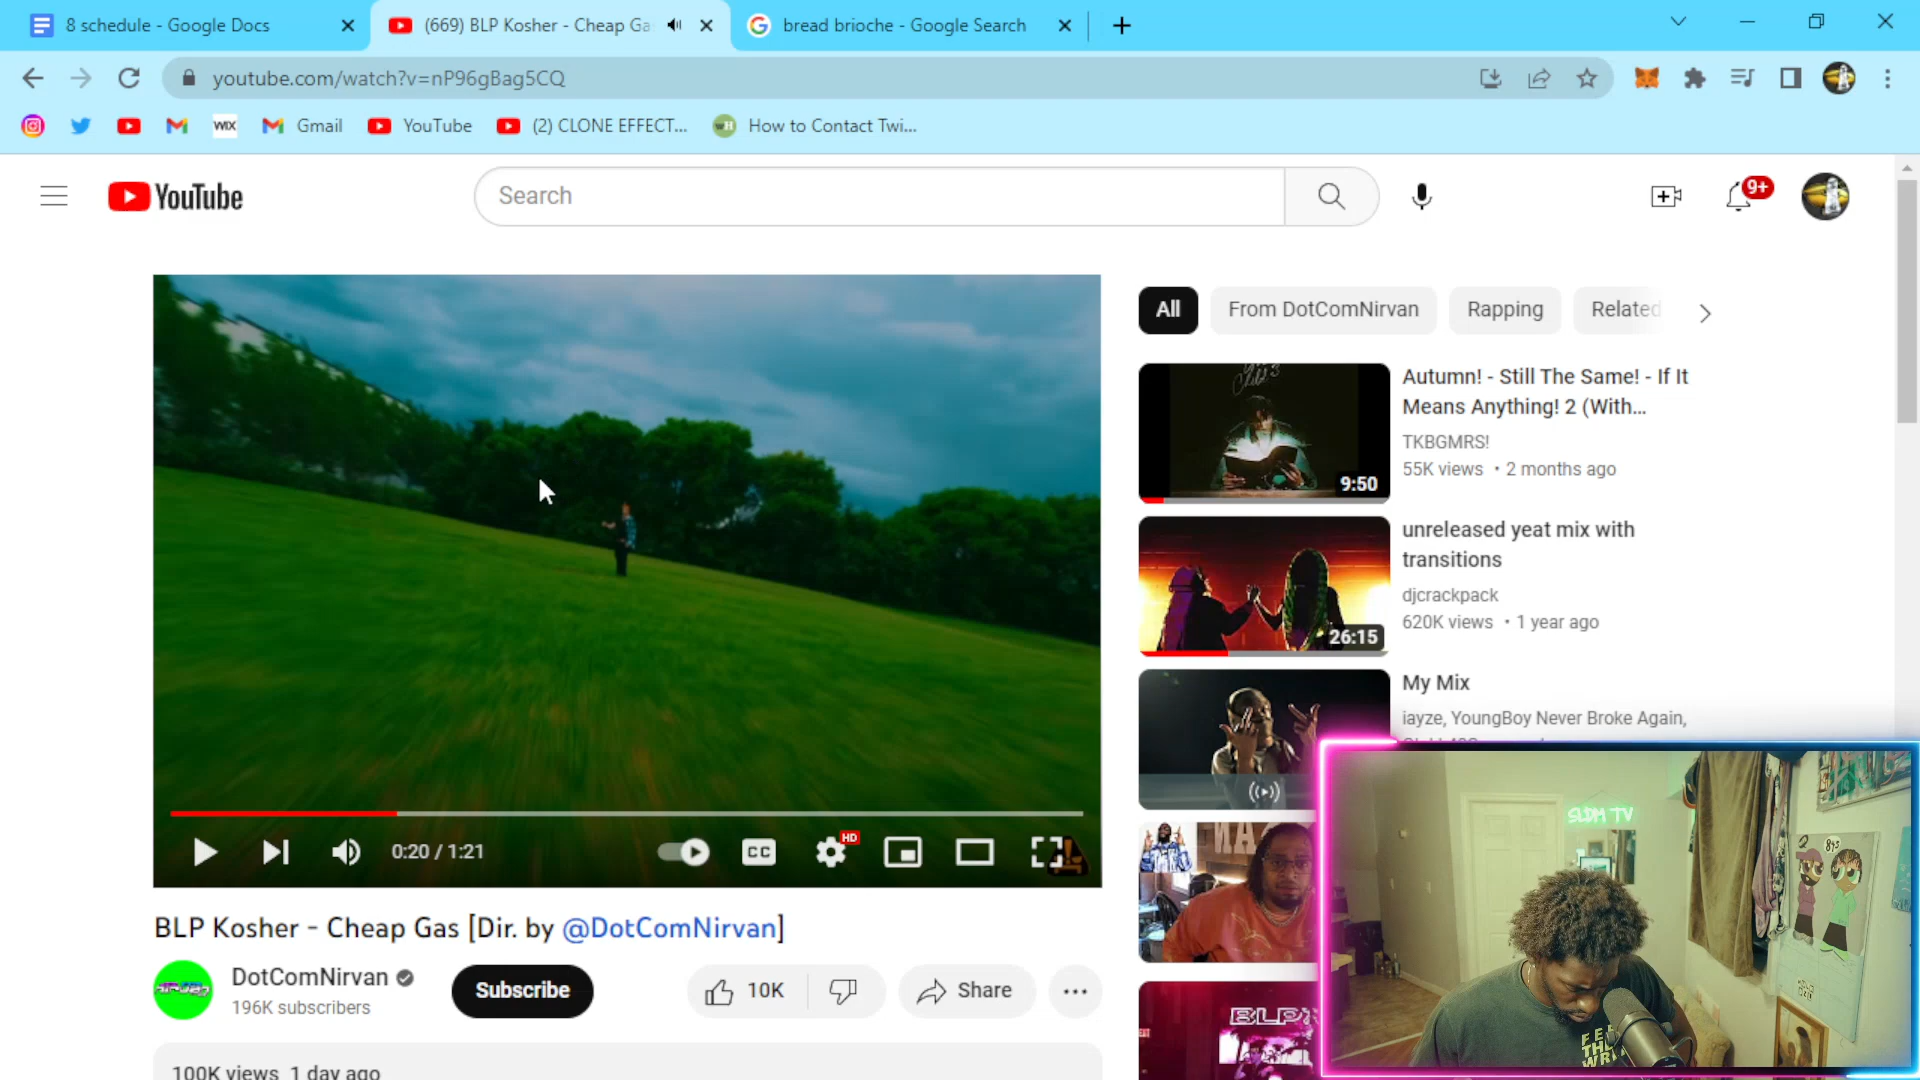 8 schedule - Google Docs
(669) BLP Kosher - Cheap Ga
bread brioche - Google Search
youtube.com/watch?v=nP96gBag5CQ
WIX
Gmail
YouTube
(2) CLONE EFFECT...
How to Contact Twi...
YouTube
Search
9+
All
From DotComNirvan
Rapping
Related
Autumn! - Still The Same! - If It
Means Anything! 2 (With...
TKBGMRS!
55K views • 2 months ago
9:50
unreleased yeat mix with
transitions
djcrackpack
620K views • 1 year ago
26:15
My Mix
iayze, YoungBoy Never Broke Again,
0:20 / 1:21
CC
HD
BLP Kosher - Cheap Gas [Dir. by @DotComNirvan]
DotComNirvan
196K subscribers
Subscribe
10K
Share
100K views 1 day ago
SLDM TV